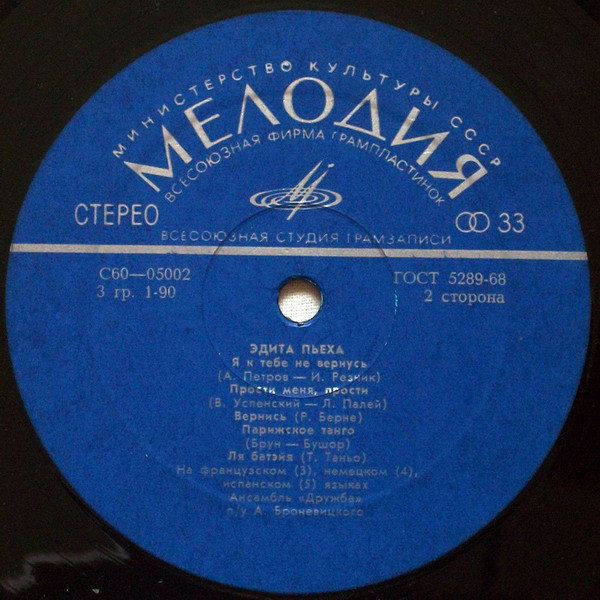 МИНИСТЕРСТВО КУЛЬТУРЫ СССР
МЕЛОДИЯ
ВСЕСОЮЗНАЯ ФИРМА ГРАМПЛАСТИНОК
СТЕРЕО
33
ВСЕСОЮЗНАЯ СТУДИЯ ГРАМЗАПИСИ
С60—05002
ГОСТ 5289-68
3 гр. 1-90
2 сторона
ЭДИТА ПЬЕХА
Я к тебе не вернусь
(А. Петров — И. Резник)
Прости меня, прости
(В. Успенский — Л. Палей)
Вернись (Р. Берне)
Парижское танго
(Брун — Бушор)
Ля батэйя (Т. Таньо)
На французском (3), немецком (4),
испанском (5) языках
Ансамбль «Дружба»
п/у А. Броневицкого